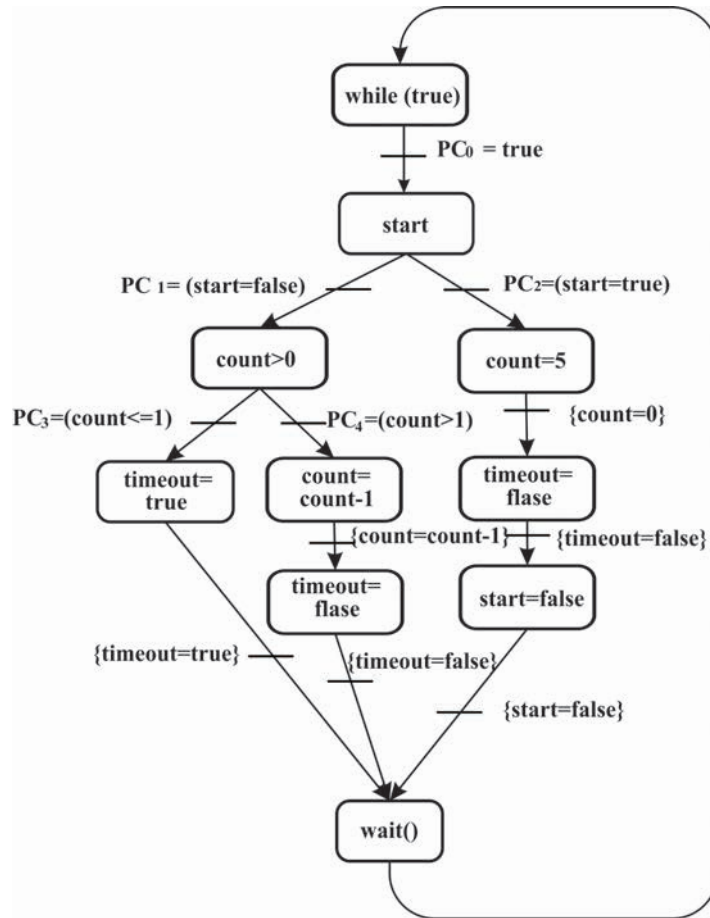 while (true)
PC₀ = true
start
PC ₁= (start=false)
PC₂=(start=true)
count>0
count=5
PC₃=(count<=1)
PC₄=(count>1)
{count=0}
timeout=
true
count=
count-1
timeout=
flase
{count=count-1}
{timeout=false}
timeout=
flase
start=false
{timeout=true}
{timeout=false}
{start=false}
wait()